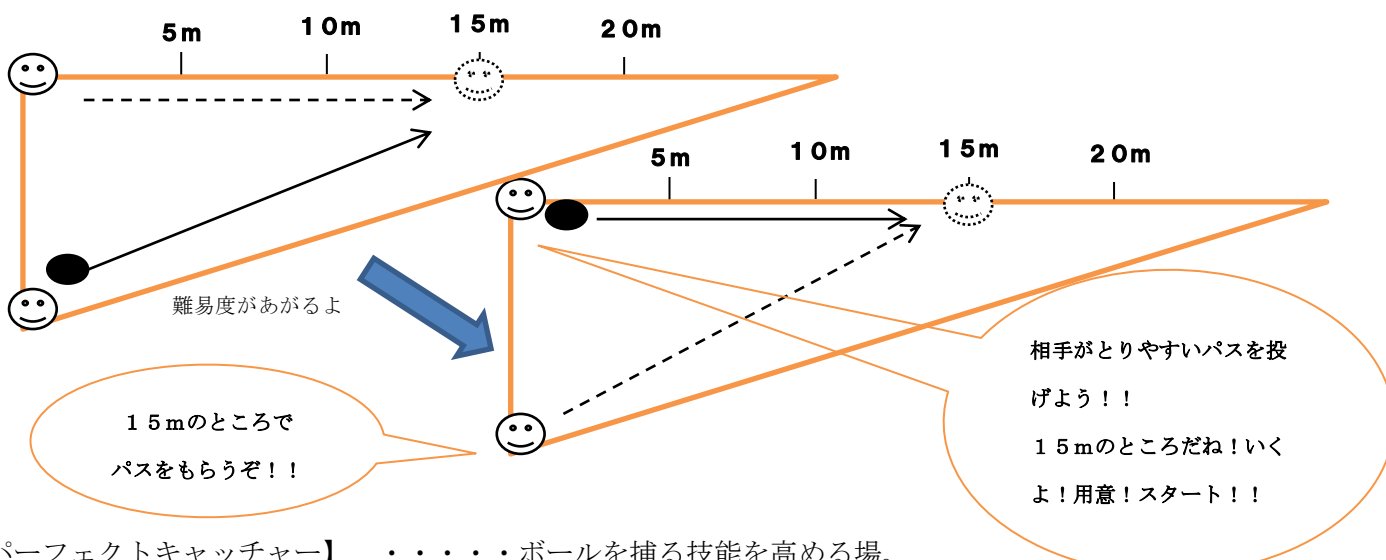 5m
10m
15m
20m
5m
10m
15m
20m
難易度があがるよ
15mのところで
パスをもらうぞ！！
相手がとりやすいパスを投
げよう！！
15mのところだね！いく
よ！用意！スタート！！
パーフェクトキャッチャー】　・・・・・ボールを捕る技能を高める場。